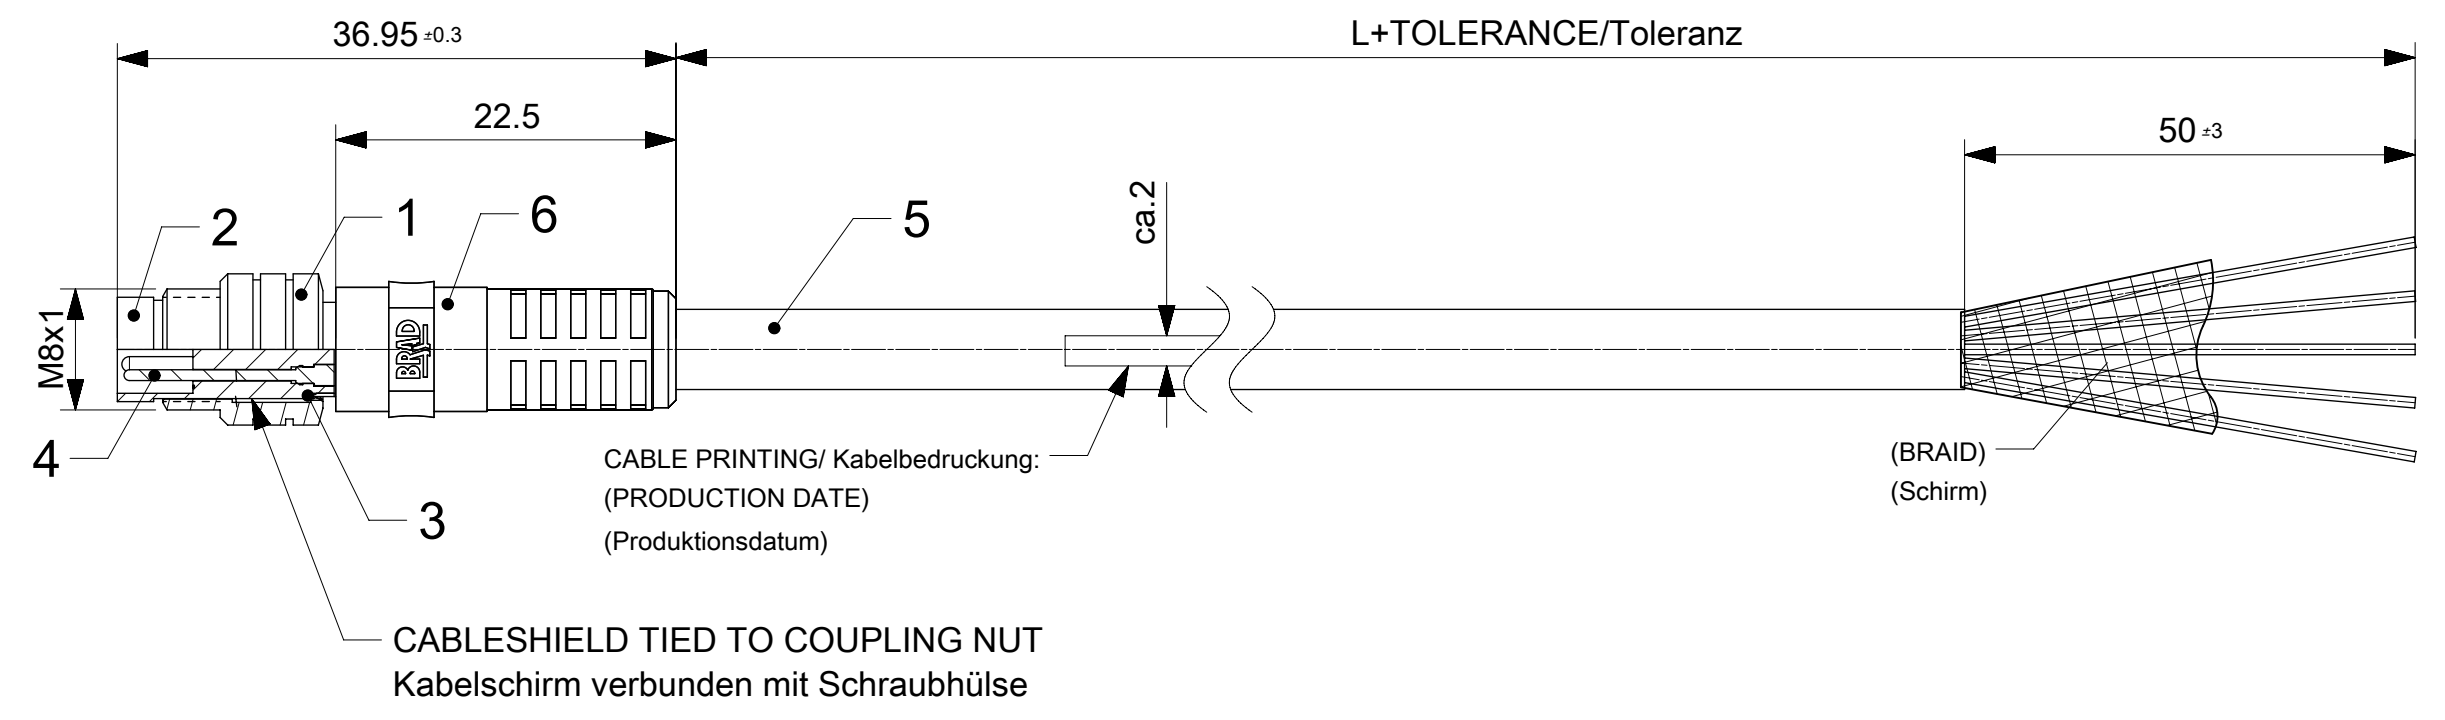 36.95 ±0.3
L+TOLERANCE/Toleranz
22.5
50 ±3
ca.2
2
1
6
5
M8x1
BRAD
4
3
CABLE PRINTING/ Kabelbedruckung:
(PRODUCTION DATE)
(Produktionsdatum)
(BRAID)
(Schirm)
CABLESHIELD TIED TO COUPLING NUT
Kabelschirm verbunden mit Schraubhülse